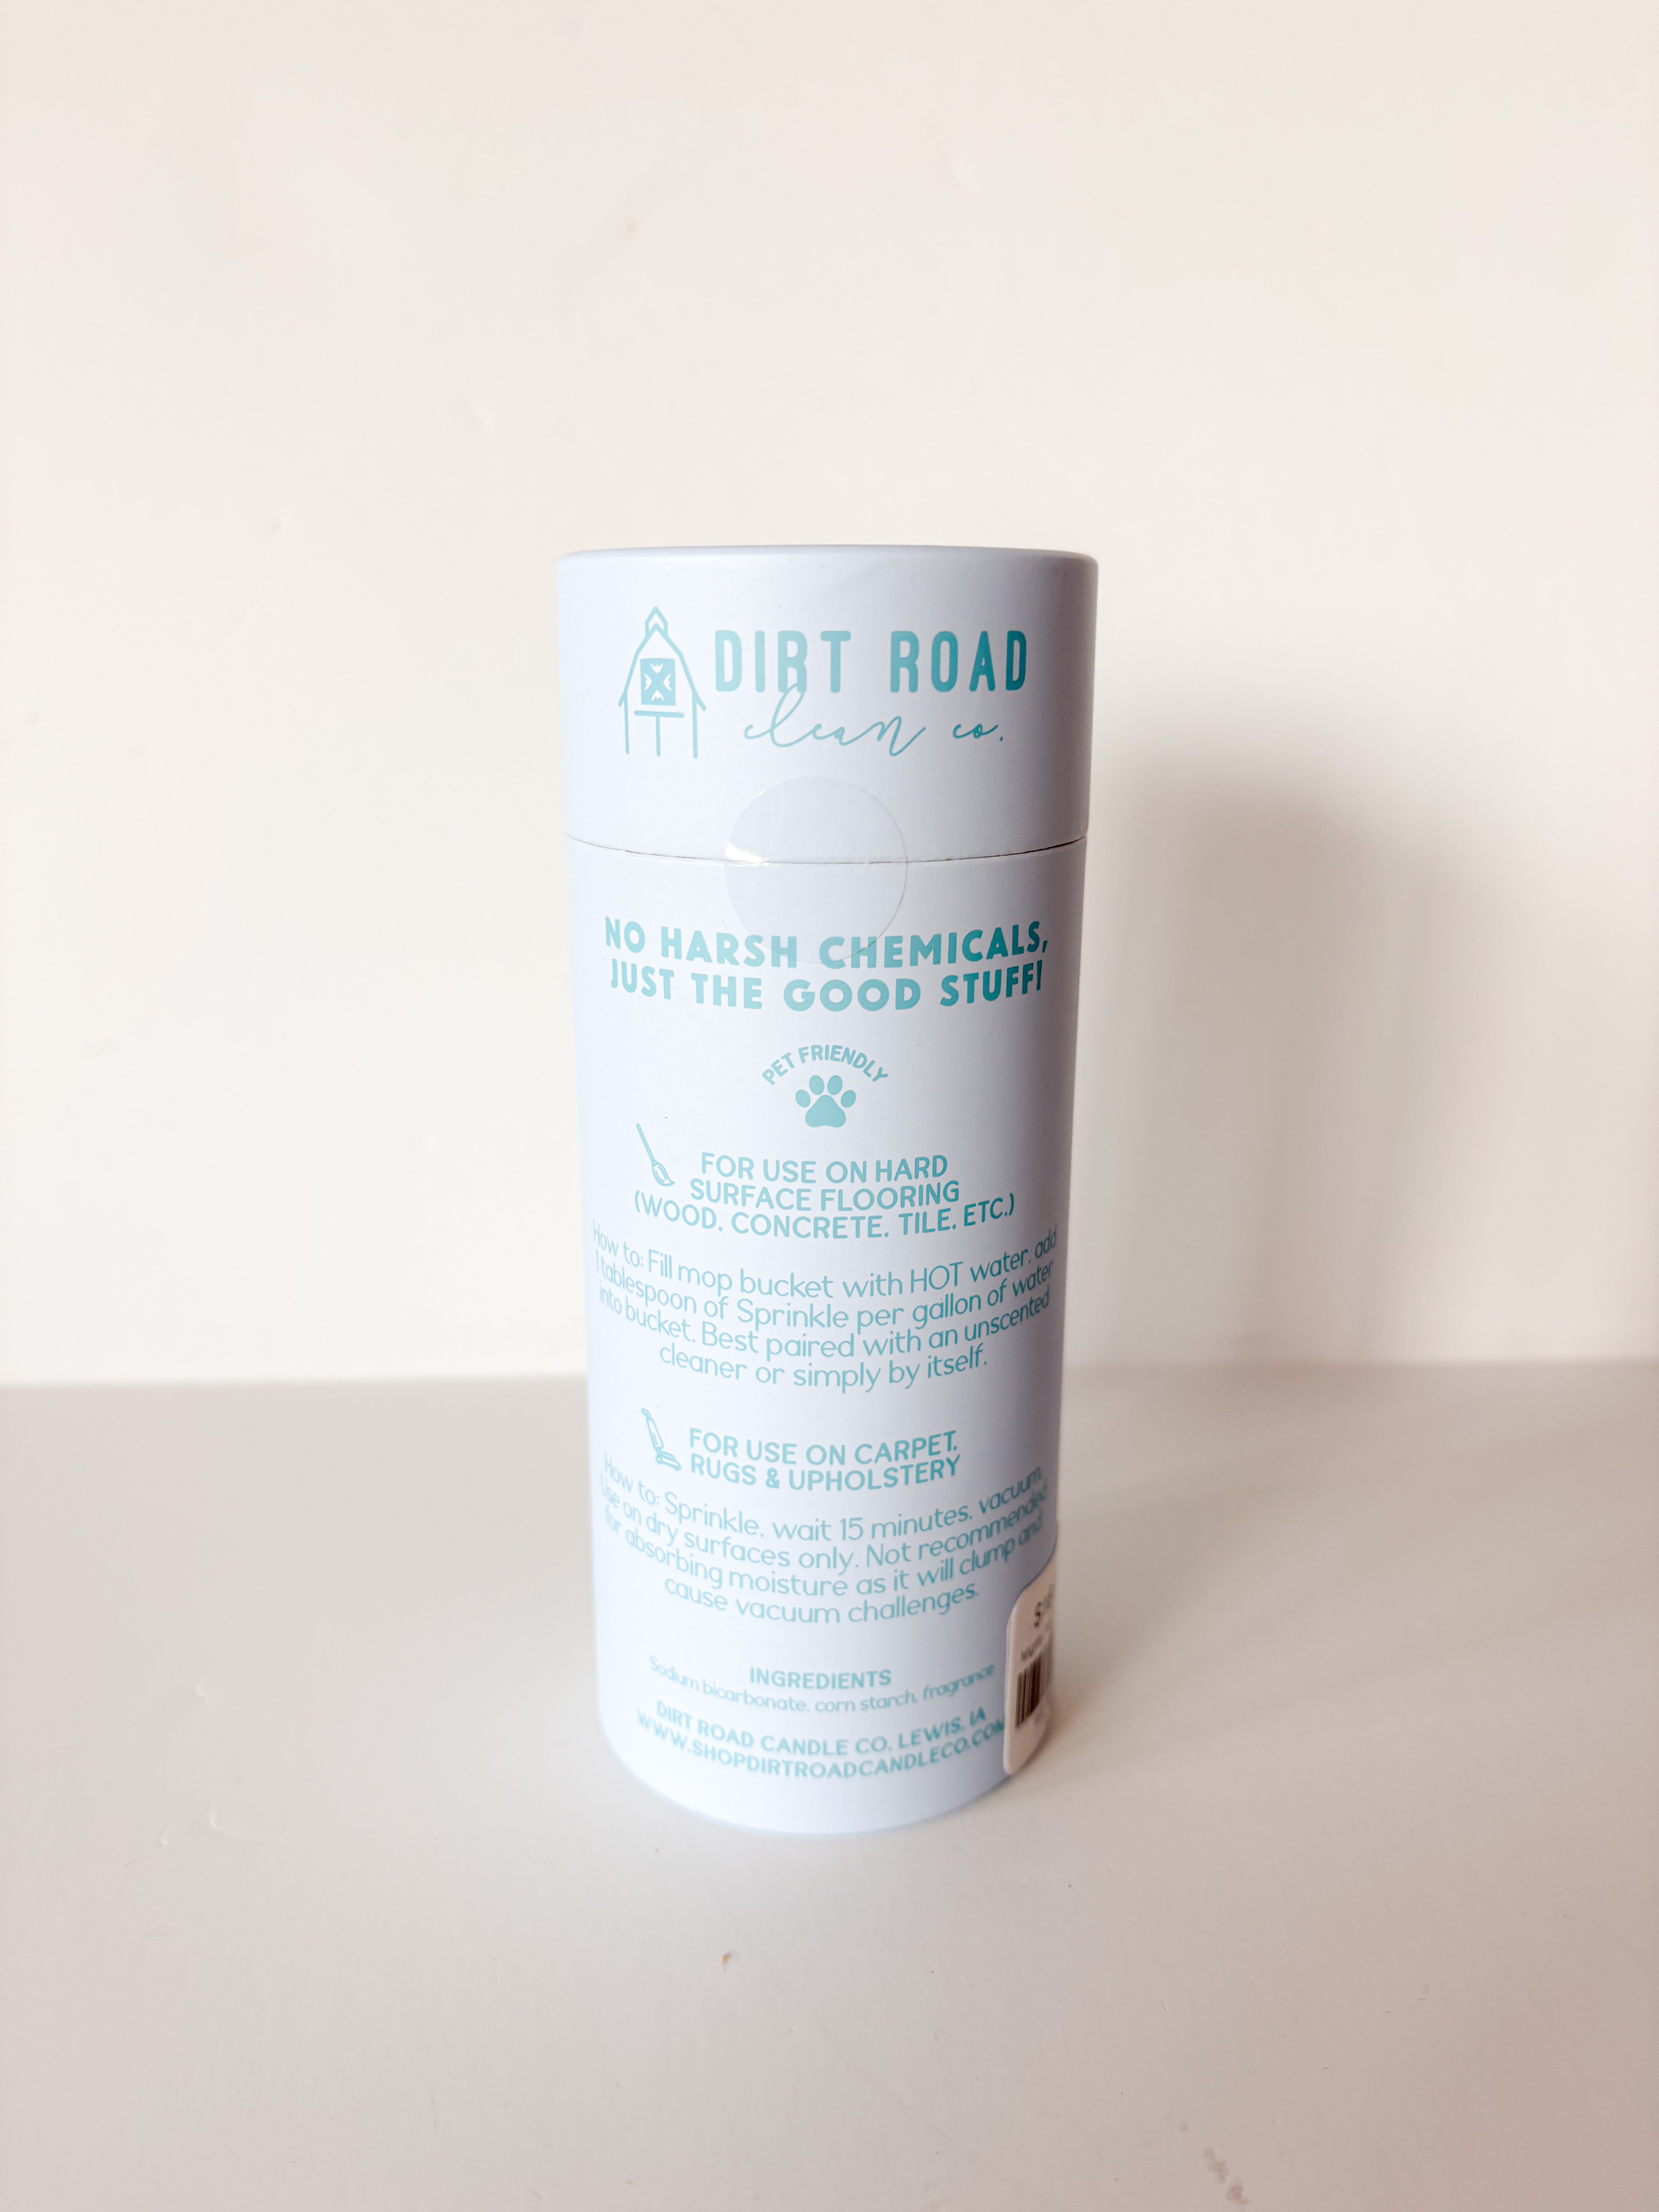 DIRT ROAD
clean co.
NO HARSH CHEMICALS,
JUST THE GOOD STUFF!
PET FRIENDLY
FOR USE ON HARD
SURFACE FLOORING
(WOOD, CONCRETE, TILE, ETC.)
How to: Fill mop bucket with HOT water, add
1 tablespoon of Sprinkle per gallon of water
into bucket. Best paired with an unscented
cleaner or simply by itself.
FOR USE ON CARPET,
RUGS & UPHOLSTERY
How to: Sprinkle, wait 15 minutes, vacuum.
Use on dry surfaces only. Not recommended
for absorbing moisture as it will clump and
cause vacuum challenges.
INGREDIENTS
Sodium bicarbonate, corn starch, fragrance
DIRT ROAD CANDLE CO. LEWIS, IA
WWW.SHOPDIRTROADCANDLECO.COM